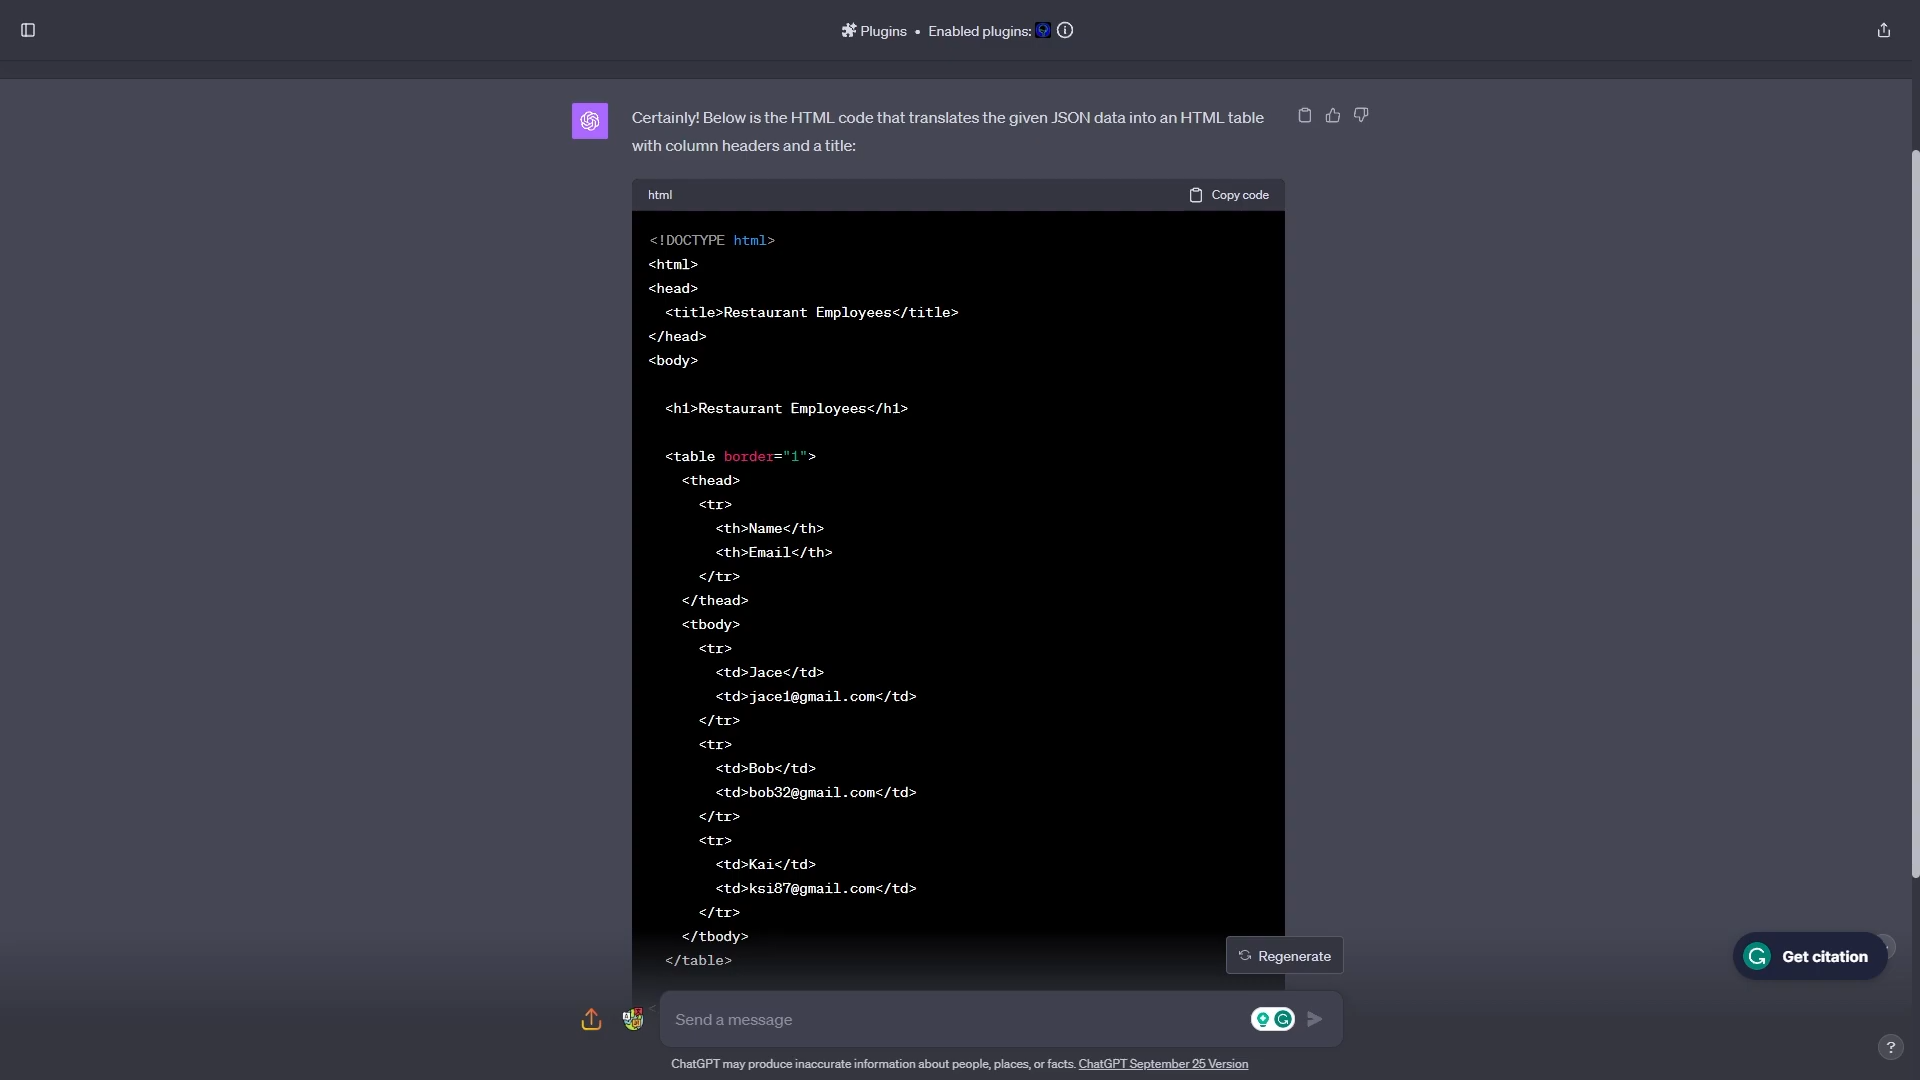 Plugins • Enabled plugins:
Certainly! Below is the HTML code that translates the given JSON data into an HTML table
with column headers and a title:
html
Copy code
<!DOCTYPE html>
<html>
<head>
<title>Restaurant Employees</title>
</head>
<body>
<h1>Restaurant Employees</h1>
<table border="1">
<thead>
<tr>
<th>Name</th>
<th>Email</th>
</tr>
</thead>
<tbody>
<tr>
<td>Jace</td>
<td>jace1@gmail.com</td>
</tr>
<tr>
<td>Bob</td>
<td>bob32@gmail.com</td>
</tr>
<tr>
<td>Kai</td>
<td>ksi87@gmail.com</td>
</tr>
</tbody>
</table>
Regenerate
Get citation
Send a message
ChatGPT may produce inaccurate information about people, places, or facts. ChatGPT September 25 Version
?